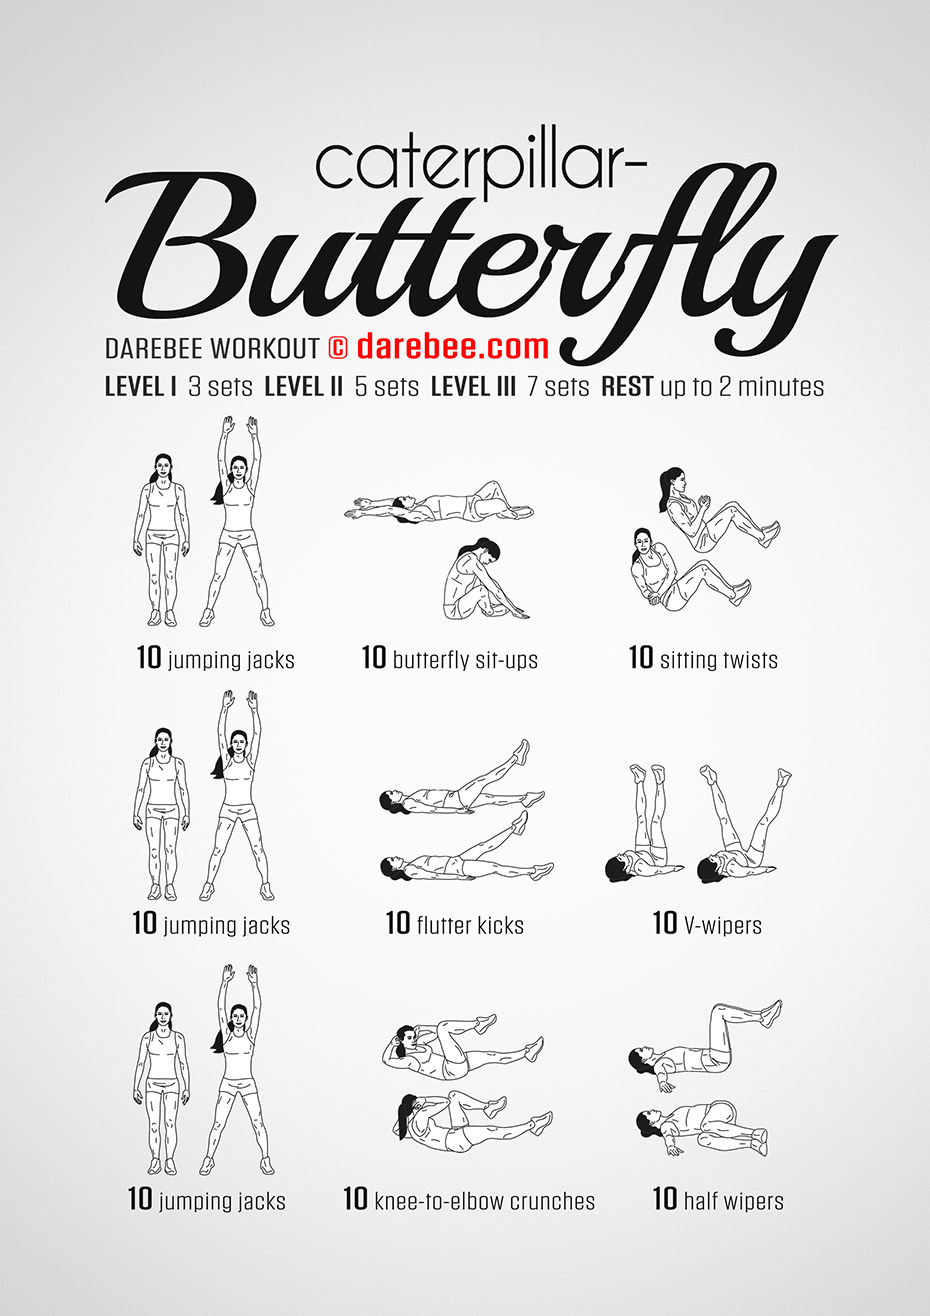 caterpillar-
Butterfly
DAREBEE WORKOUT © darebee.com
LEVEL I 3 sets LEVEL II 5 sets LEVEL III 7 sets REST up to 2 minutes
10 jumping jacks
10 butterfly sit-ups
10 sitting twists
10 jumping jacks
10 flutter kicks
10 V-wipers
10 jumping jacks
10 knee-to-elbow crunches
10 half wipers